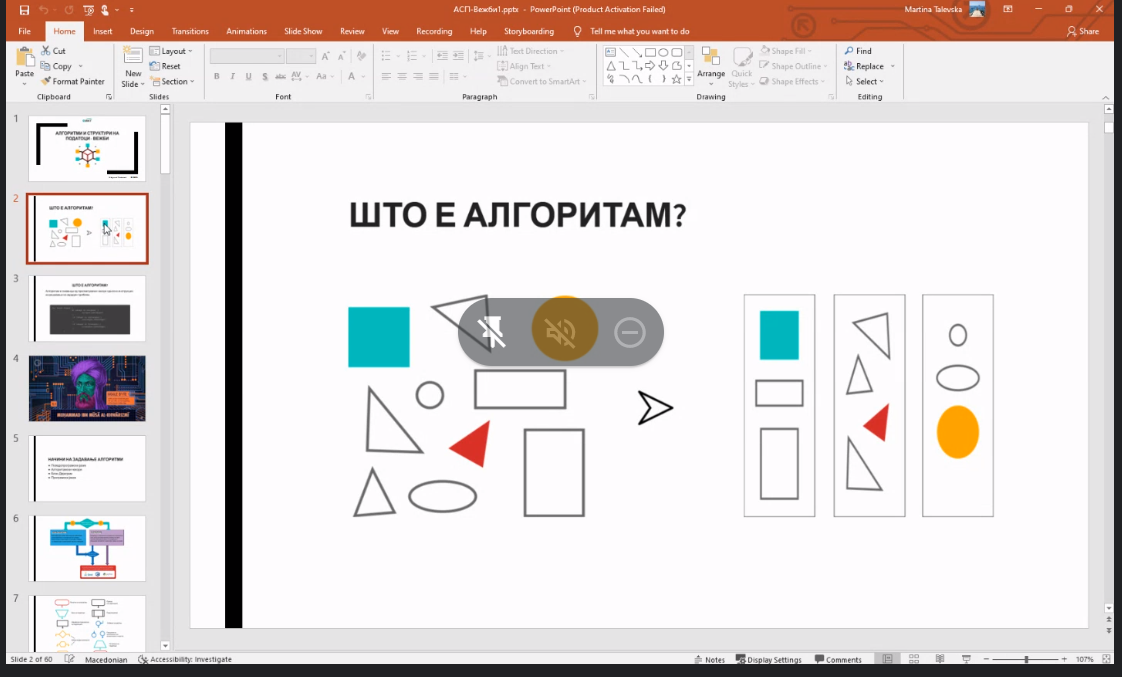 АСП-Вежби1.pptx - PowerPoint (Product Activation Failed)
Martina Talevska
File Home Insert Design Transitions Animations Slide Show Review View Recording Help Storyboarding Tell me what you want to do Share
Paste
Cut
Copy
Format Painter
Clipboard
New
Slide
Layout
Reset
Section
Slides
B I U S abc AV Aa A
Font
Text Direction
Align Text
Convert to SmartArt
Paragraph
Arrange
Quick
Styles
Shape Fill
Shape Outline
Shape Effects
Drawing
Find
Replace
Select
Editing
1
АЛГОРИТМИ И СТРУКТУРИ НА
ПОДАТОЦИ - ВЕЖБИ
2
ШТО Е АЛГОРИТАМ?
3
ШТО Е АЛГОРИТАМ?
4
5
НАЧИНИ НА ЗАДАВАЊЕ АЛГОРИТМИ
6
7
ШТО Е АЛГОРИТАМ?
Slide 2 of 60 Macedonian Accessibility: Investigate Notes Display Settings Comments 107%